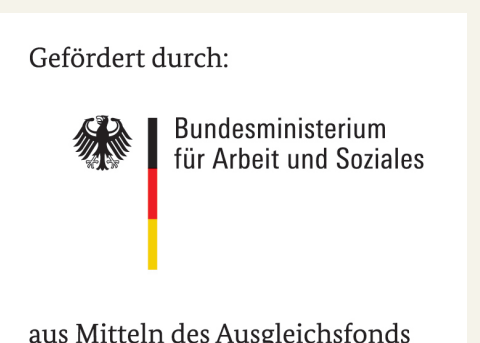 Gefördert durch:
Bundesministerium
für Arbeit und Soziales
aus Mitteln des Ausgleichsfonds